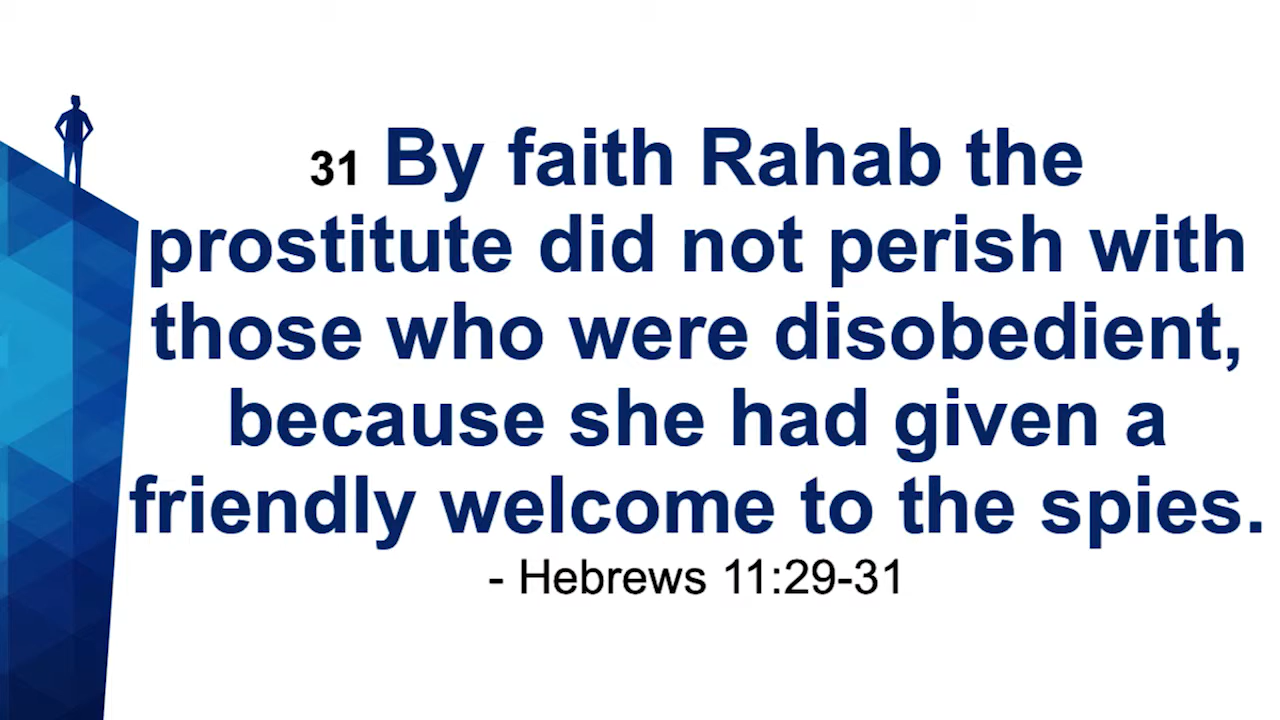 31 By faith Rahab the
prostitute did not perish with
those who were disobedient,
because she had given a
friendly welcome to the spies.
- Hebrews 11:29-31